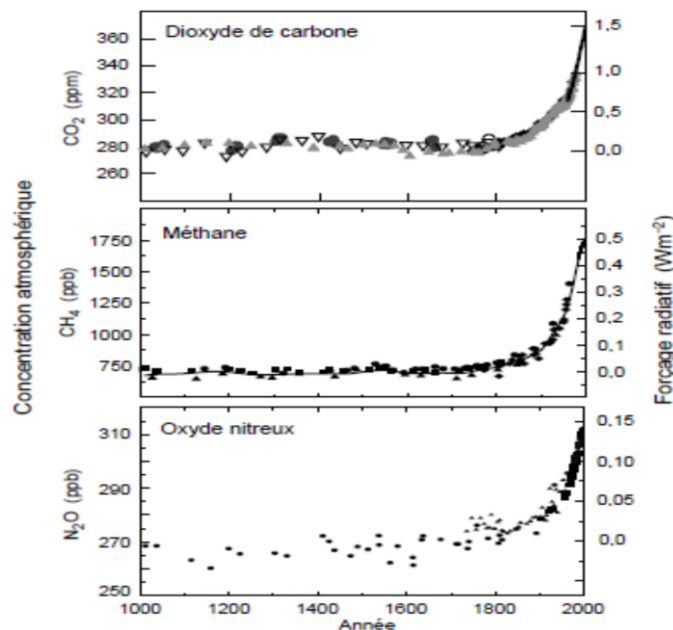 Concentration atmosphérique
Forçage radiatif (Wm⁻²)
Dioxyde de carbone
CO₂ (ppm)
360
340
320
300
280
260
1,5
1,0
0,5
0,0
Méthane
CH₄ (ppb)
1750
1500
1250
1000
750
0,5
0,4
0,3
0,2
0,1
0,0
Oxyde nitreux
N₂O (ppb)
310
290
270
250
0,15
0,10
0,05
0,0
1000 1200 1400 1600 1800 2000
Année